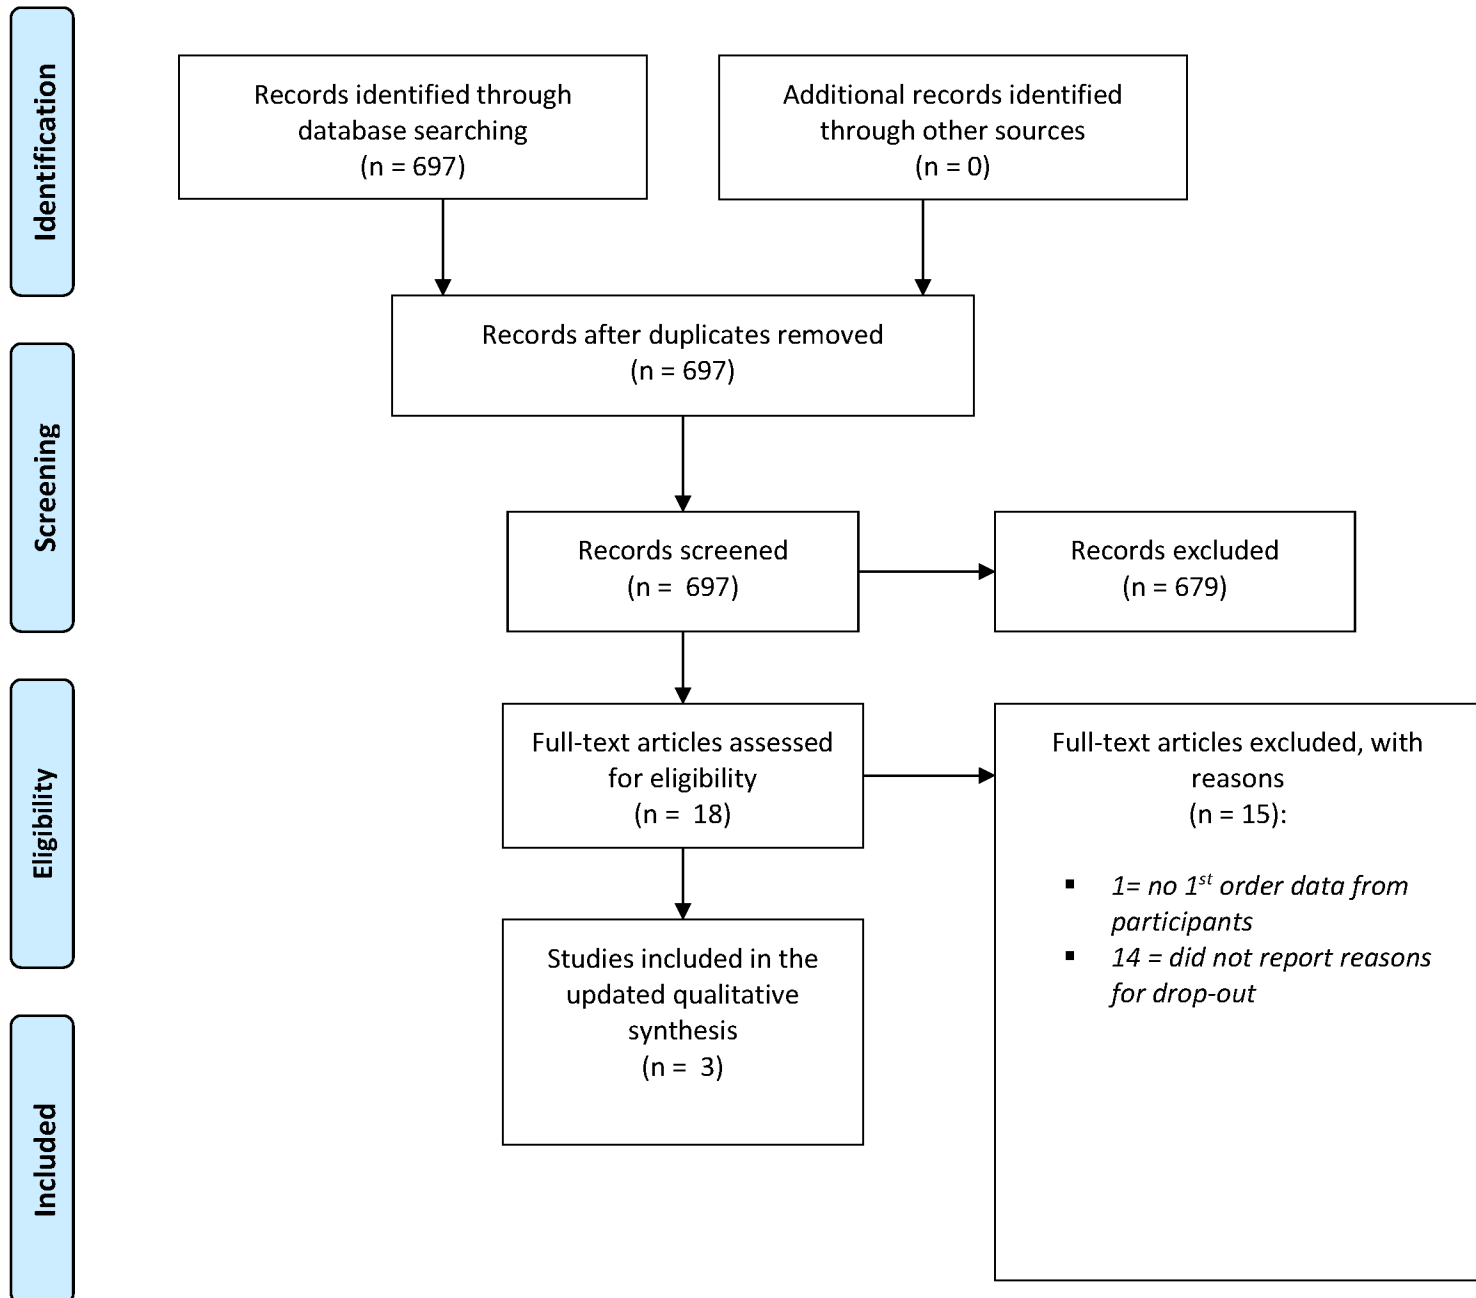 Identification
Records identified through
database searching
(n = 697)
Additional records identified
through other sources
(n = 0)
Records after duplicates removed
(n = 697)
Screening
Records screened
(n =  697)
Records excluded
(n = 679)
Eligibility
Full-text articles assessed
for eligibility
(n =  18)
Full-text articles excluded, with
reasons
(n = 15):
▪ 1= no 1st order data from
participants
▪ 14 = did not report reasons
for drop-out
Included
Studies included in the
updated qualitative
synthesis
(n =  3)